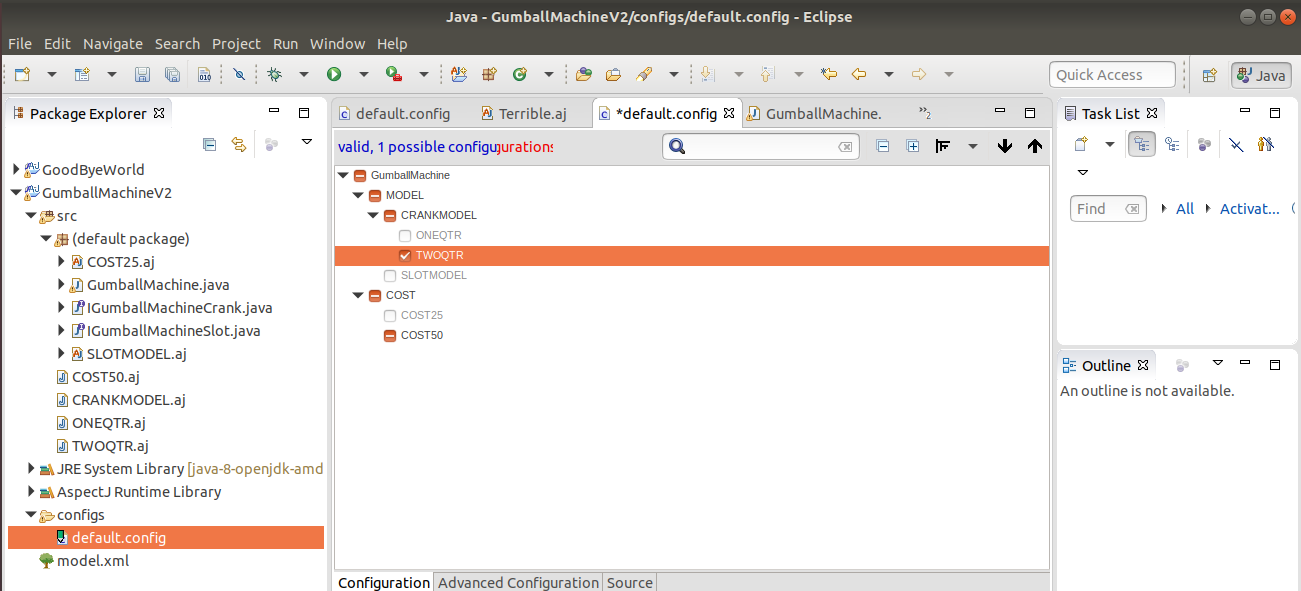 Java - GumballMachineV2/configs/default.config - Eclipse
File Edit Navigate Search Project Run Window Help
010
Quick Access
Java
Package Explorer
GoodByeWorld
GumballMachineV2
src
(default package)
COST25.aj
GumballMachine.java
IGumballMachineCrank.java
IGumballMachineSlot.java
SLOTMODEL.aj
COST50.aj
CRANKMODEL.aj
ONEQTR.aj
TWOQTR.aj
JRE System Library [java-8-openjdk-amd
AspectJ Runtime Library
configs
default.config
model.xml
default.config Terrible.aj *default.config GumballMachine. »2
valid, 1 possible configurations
GumballMachine
MODEL
CRANKMODEL
ONEQTR
TWOQTR
SLOTMODEL
COST
COST25
COST50
Configuration Advanced Configuration Source
Task List
Find All Activat... (
Outline
An outline is not available.